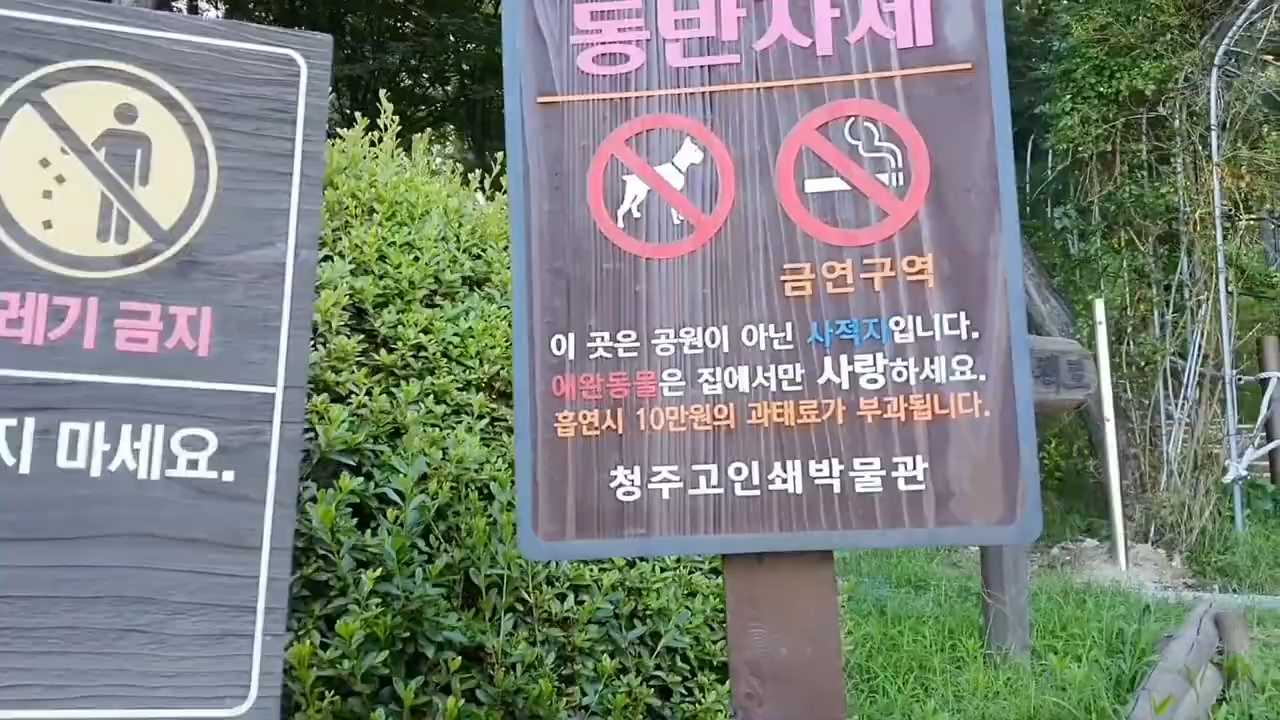 레기 금지
지 마세요.
동반자제
금연구역
이 곳은 공원이 아닌 사적지입니다.
애완동물은 집에서만 사랑하세요.
흡연시 10만원의 과태료가 부과됩니다.
청주고인쇄박물관